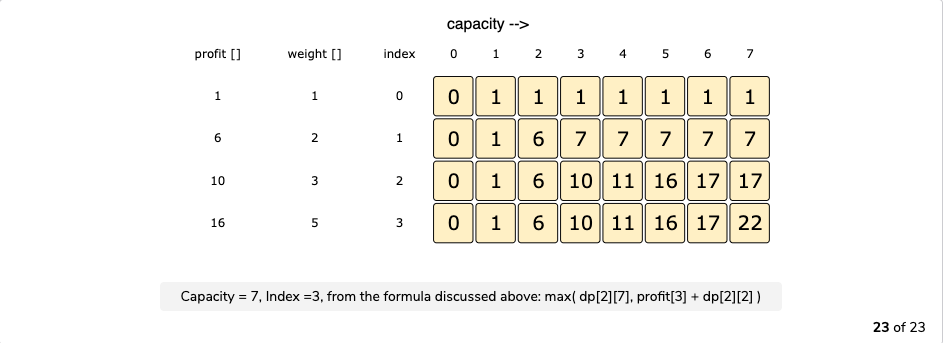 capacity -->
profit [] weight [] index 0 1 2 3 4 5 6 7
1 1 0 0 1 1 1 1 1 1 1
6 2 1 0 1 6 7 7 7 7 7
10 3 2 0 1 6 10 11 16 17 17
16 5 3 0 1 6 10 11 16 17 22
Capacity = 7, Index =3, from the formula discussed above: max( dp[2][7], profit[3] + dp[2][2] )
23 of 23